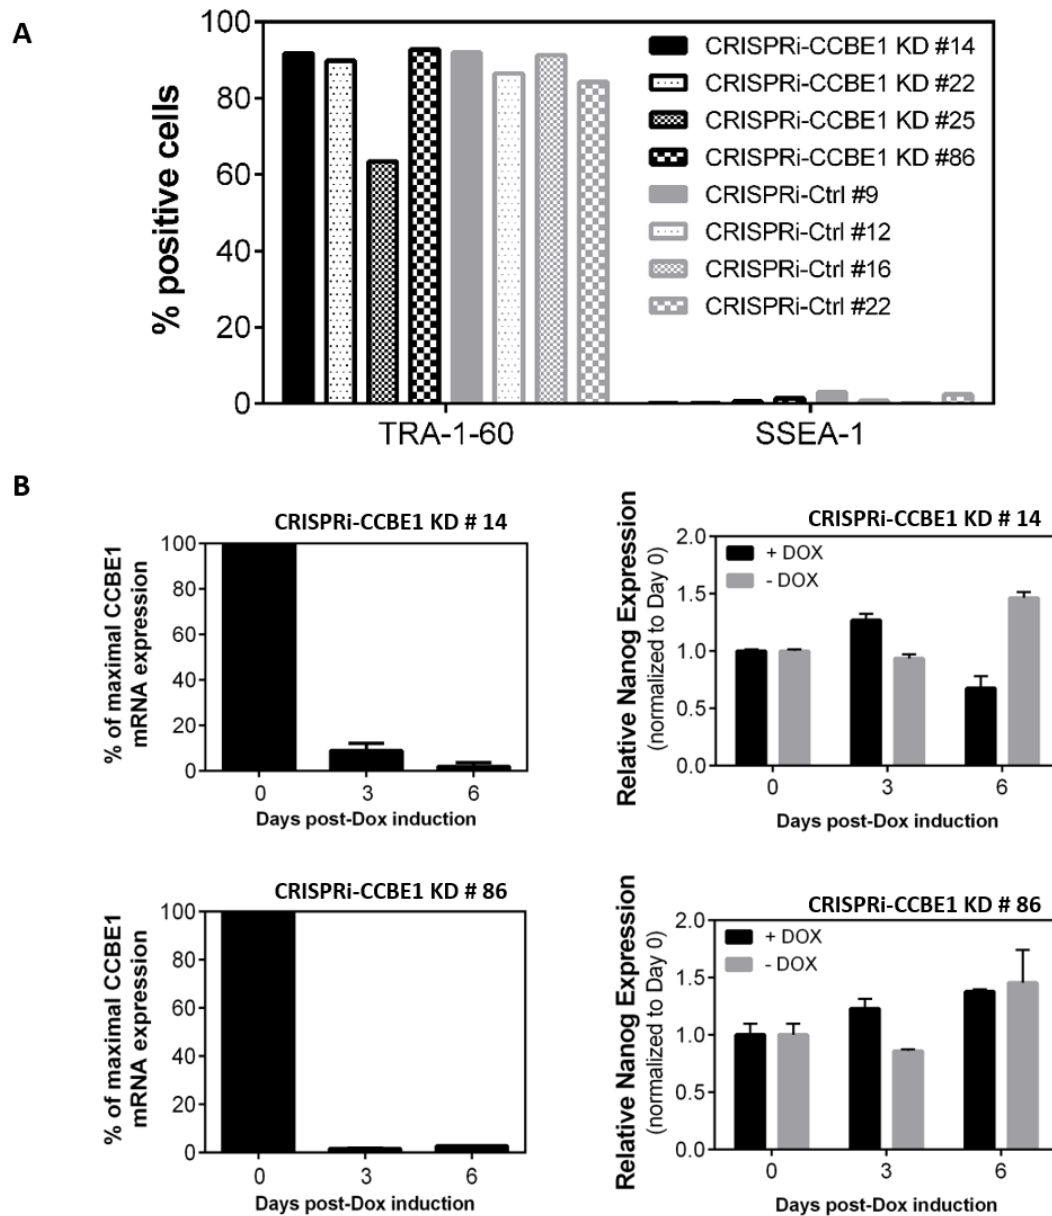 A
% positive cells
100
80
60
40
20
0
CRISPRi-CCBE1 KD #14
CRISPRi-CCBE1 KD #22
CRISPRi-CCBE1 KD #25
CRISPRi-CCBE1 KD #86
CRISPRi-Ctrl #9
CRISPRi-Ctrl #12
CRISPRi-Ctrl #16
CRISPRi-Ctrl #22
TRA-1-60
SSEA-1
B
CRISPRi-CCBE1 KD # 14
% of maximal CCBE1
mRNA expression
100
80
60
40
20
0
0 3 6
Days post-Dox induction
CRISPRi-CCBE1 KD # 14
Relative Nanog Expression
(normalized to Day 0)
2.0
1.5
1.0
0.5
0.0
+ DOX
- DOX
0 3 6
Days post-Dox induction
CRISPRi-CCBE1 KD # 86
% of maximal CCBE1
mRNA expression
100
80
60
40
20
0
0 3 6
Days post-Dox induction
CRISPRi-CCBE1 KD # 86
Relative Nanog Expression
(normalized to Day 0)
2.0
1.5
1.0
0.5
0.0
+ DOX
- DOX
0 3 6
Days post-Dox induction